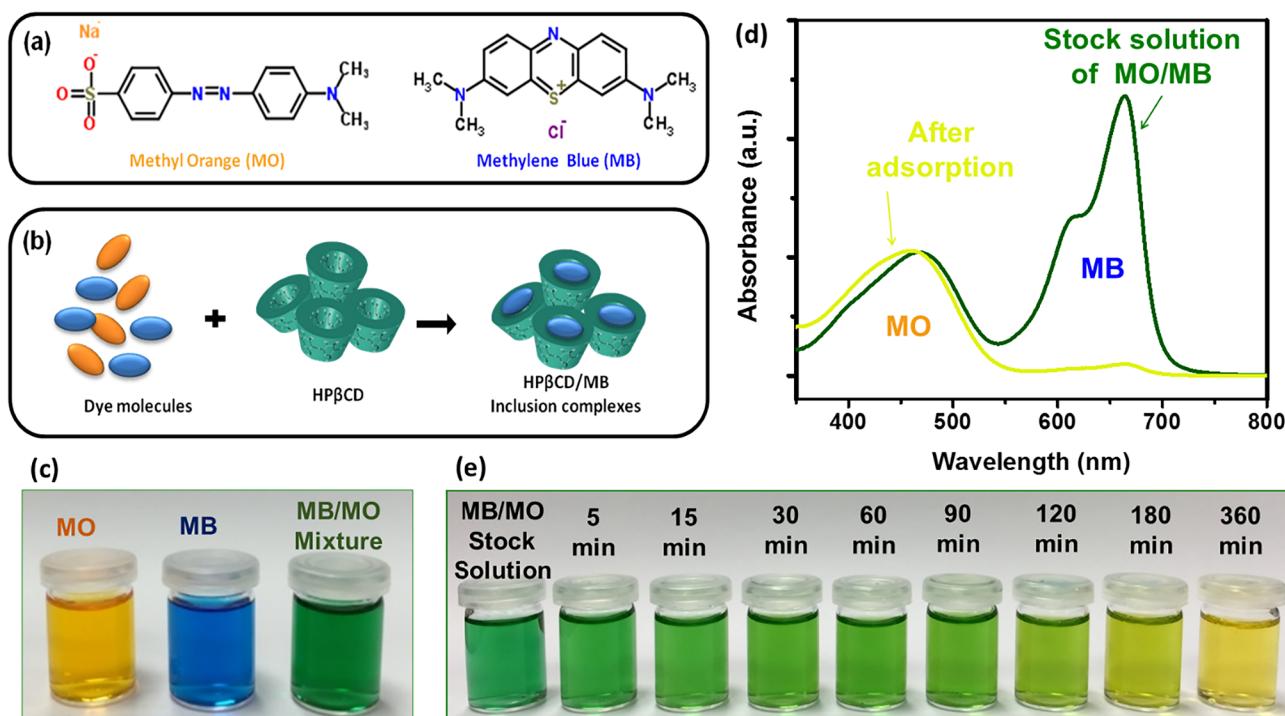 (a)
Na⁻
O⁻
O
S
O
N
N
N
CH₃
CH₃
Methyl Orange (MO)
N
H₃C
N
CH₃
S
+
cl⁻
CH₃
N
CH₃
Methylene Blue (MB)
(b)
Dye molecules
+
HPβCD
HPβCD/MB
Inclusion complexes
(c)
MO
MB
MB/MO
Mixture
(d)
Absorbance (a.u.)
Stock solution
of MO/MB
After
adsorption
MO
MB
400
500
600
700
800
Wavelength (nm)
(e)
MB/MO
Stock
Solution
5
min
15
min
30
min
60
min
90
min
120
min
180
min
360
min